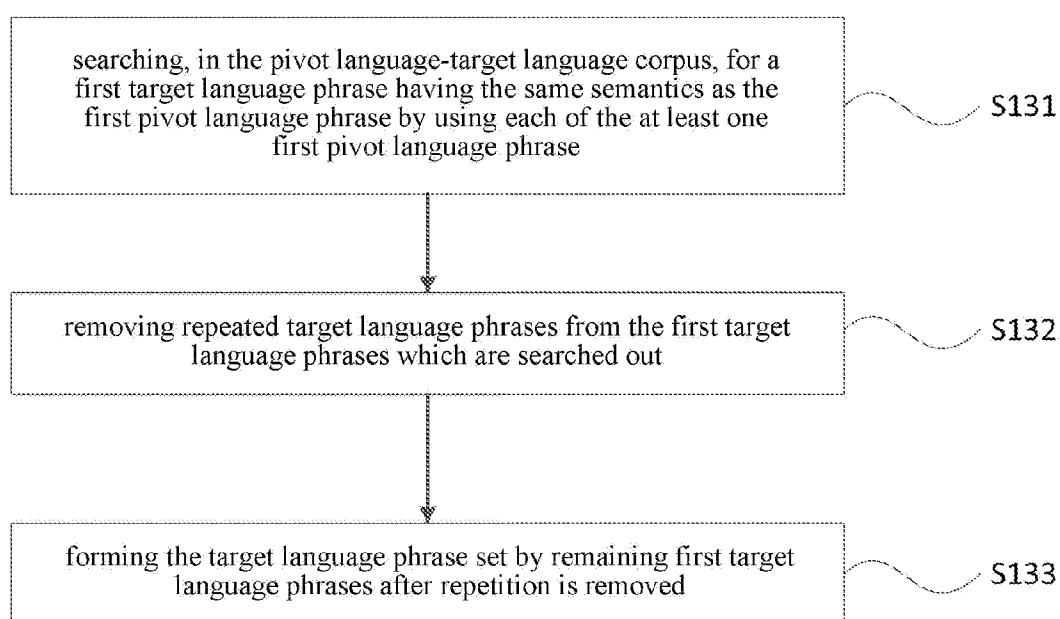 searching, in the pivot language-target language corpus, for a
first target language phrase having the same semantics as the
first pivot language phrase by using each of the at least one
first pivot language phrase
S131
removing repeated target language phrases from the first target
language phrases which are searched out
S132
forming the target language phrase set by remaining first target
language phrases after repetition is removed
S133